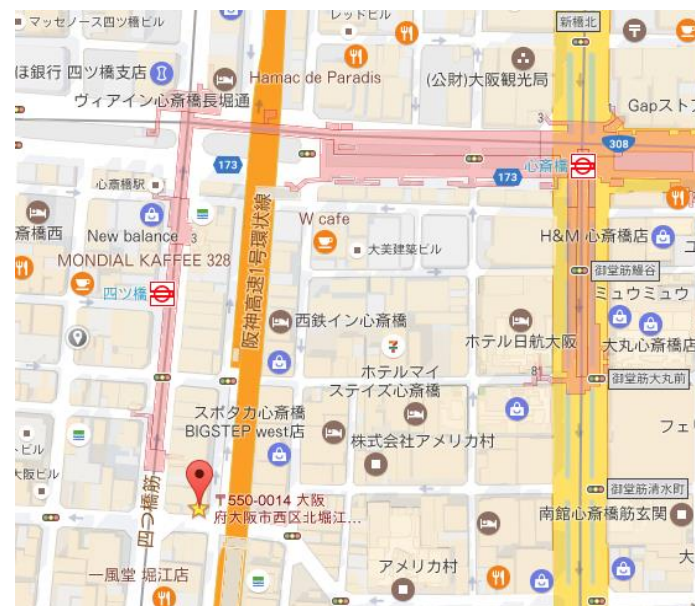 マッセノース四ツ橋ビル
レッドビル
新橋北
ほ銀行 四ツ橋支店
Hamac de Paradis
(公財)大阪観光局
ヴィアイン心斎橋長堀通
Gapスト
3
308
173
173
心斎橋
心斎橋駅
斎橋西
New balance
3
W cafe
大美建築ビル
H&M 心斎橋店
MONDIAL KAFFEE 328
御堂筋鰻谷
四ツ橋
ミュウミュウ
阪神高速1号環状線
西鉄イン心斎橋
ホテル日航大阪
大丸心斎橋店
ホテルマイ
ステイズ心斎橋
81
御堂筋大丸前
スポタカ心斎橋
BIGSTEP west店
株式会社アメリカ村
フェリ
トビル
大阪ビル
四つ橋筋
〒550-0014 大阪
府大阪市西区北堀江...
御堂筋清水町
南館心斎橋筋玄関
一風堂 堀江店
アメリカ村
大